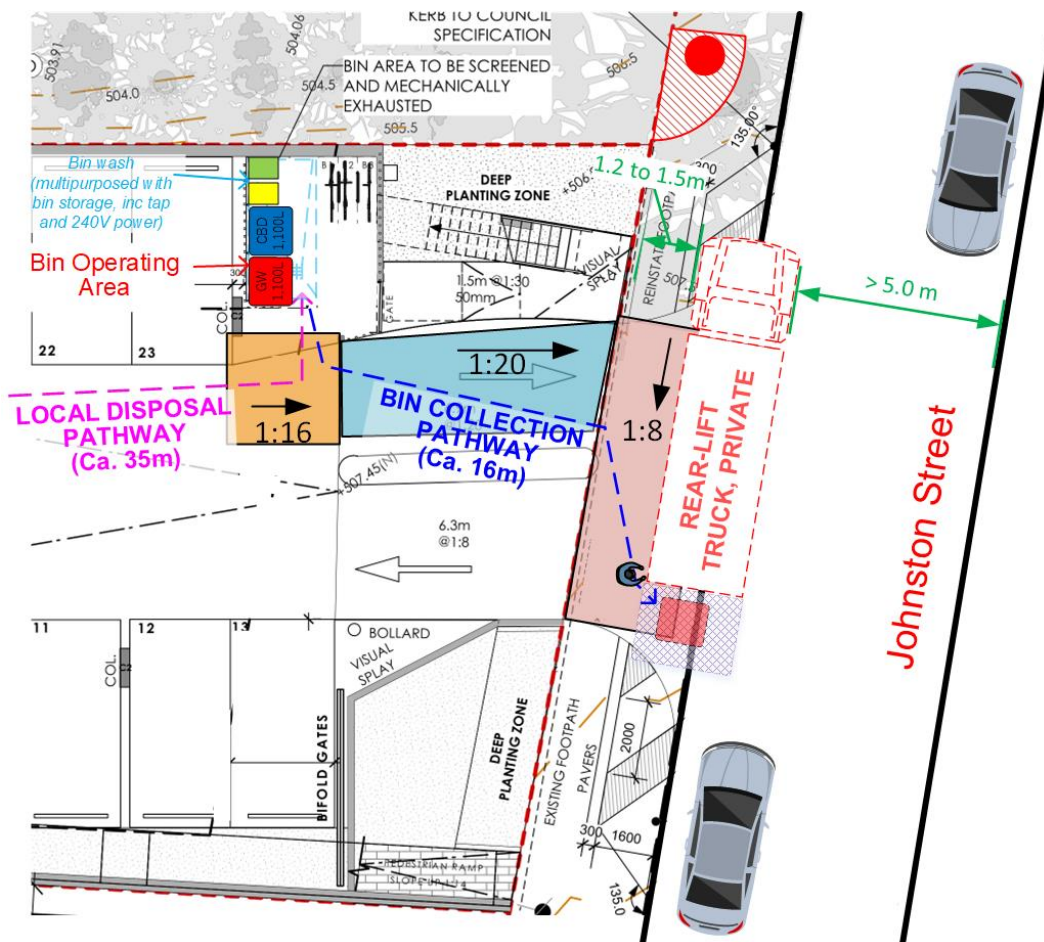 KERB TO COUNCIL
SPECIFICATION
BIN AREA TO BE SCREENED
AND MECHANICALLY
EXHAUSTED
503.91
504.0
504.06
504.5
505.5
506.5
135.00°
300
1.2 to 1.5m
Bin wash
(multipurposed with
bin storage, inc tap
and 240V power)
Bin Operating
Area
CBD
1,100L
GW
1,100L
DEEP
PLANTING ZONE
VISUAL
SPLAY
1.5m @1:30
50mm
GATE
COL.
REINSTATE FOOTP
> 5.0 m
22
23
1:20
1:16
1:8
LOCAL DISPOSAL
PATHWAY
(Ca. 35m)
BIN COLLECTION
PATHWAY
(Ca. 16m)
REAR-LIFT
TRUCK, PRIVATE
Johnston Street
+507.45(N)
6.3m
@1:8
11
12
13
COL.
BOLLARD
VISUAL
SPLAY
BIFOLD GATES
DEEP
PLANTING ZONE
EXISTING FOOTPATH
PAVERS
2000
300
1600
135.0
PEDESTRIAN RAMP